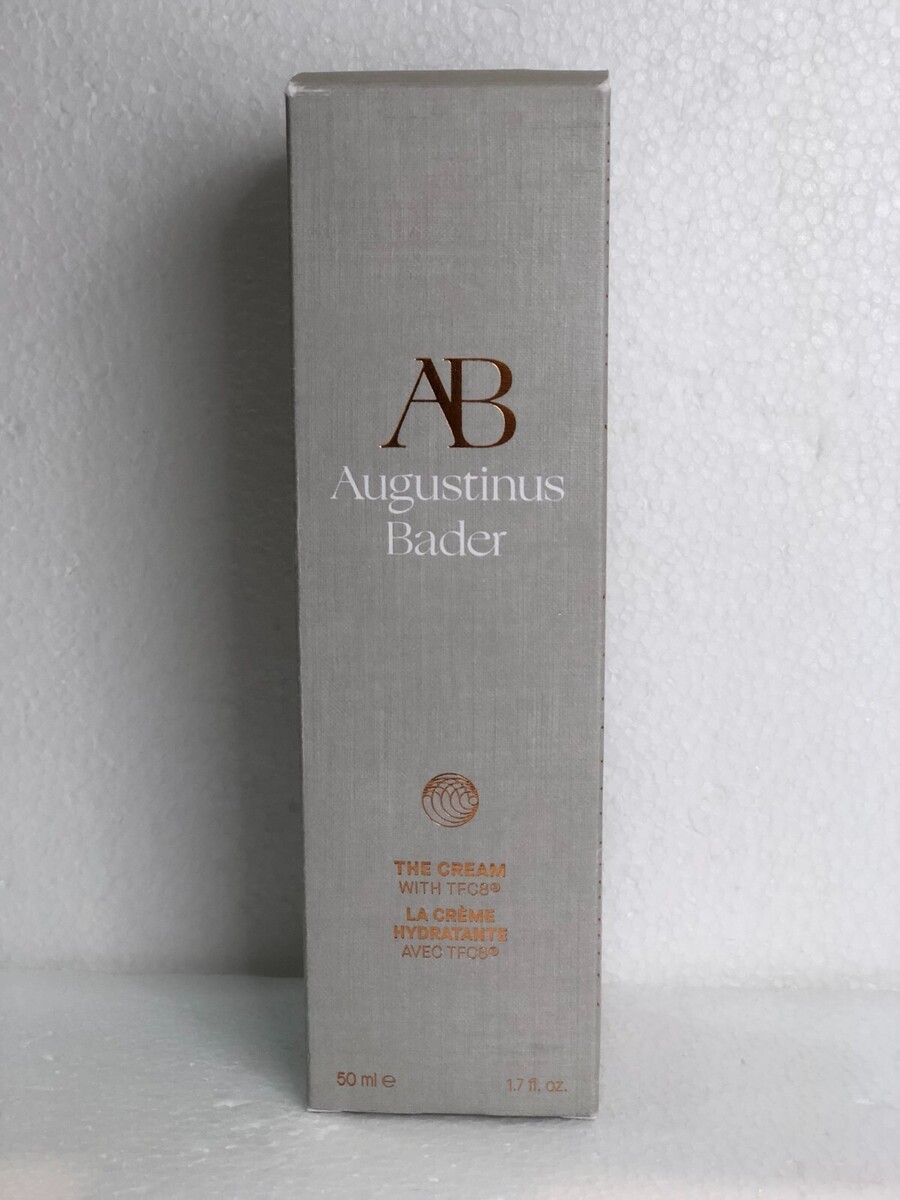 AB
Augustinus
Bader
THE CREAM
WITH TFC8®
LA CRÈME
HYDRATANTE
AVEC TFC8®
50 ml ℮
1.7 fl. oz.